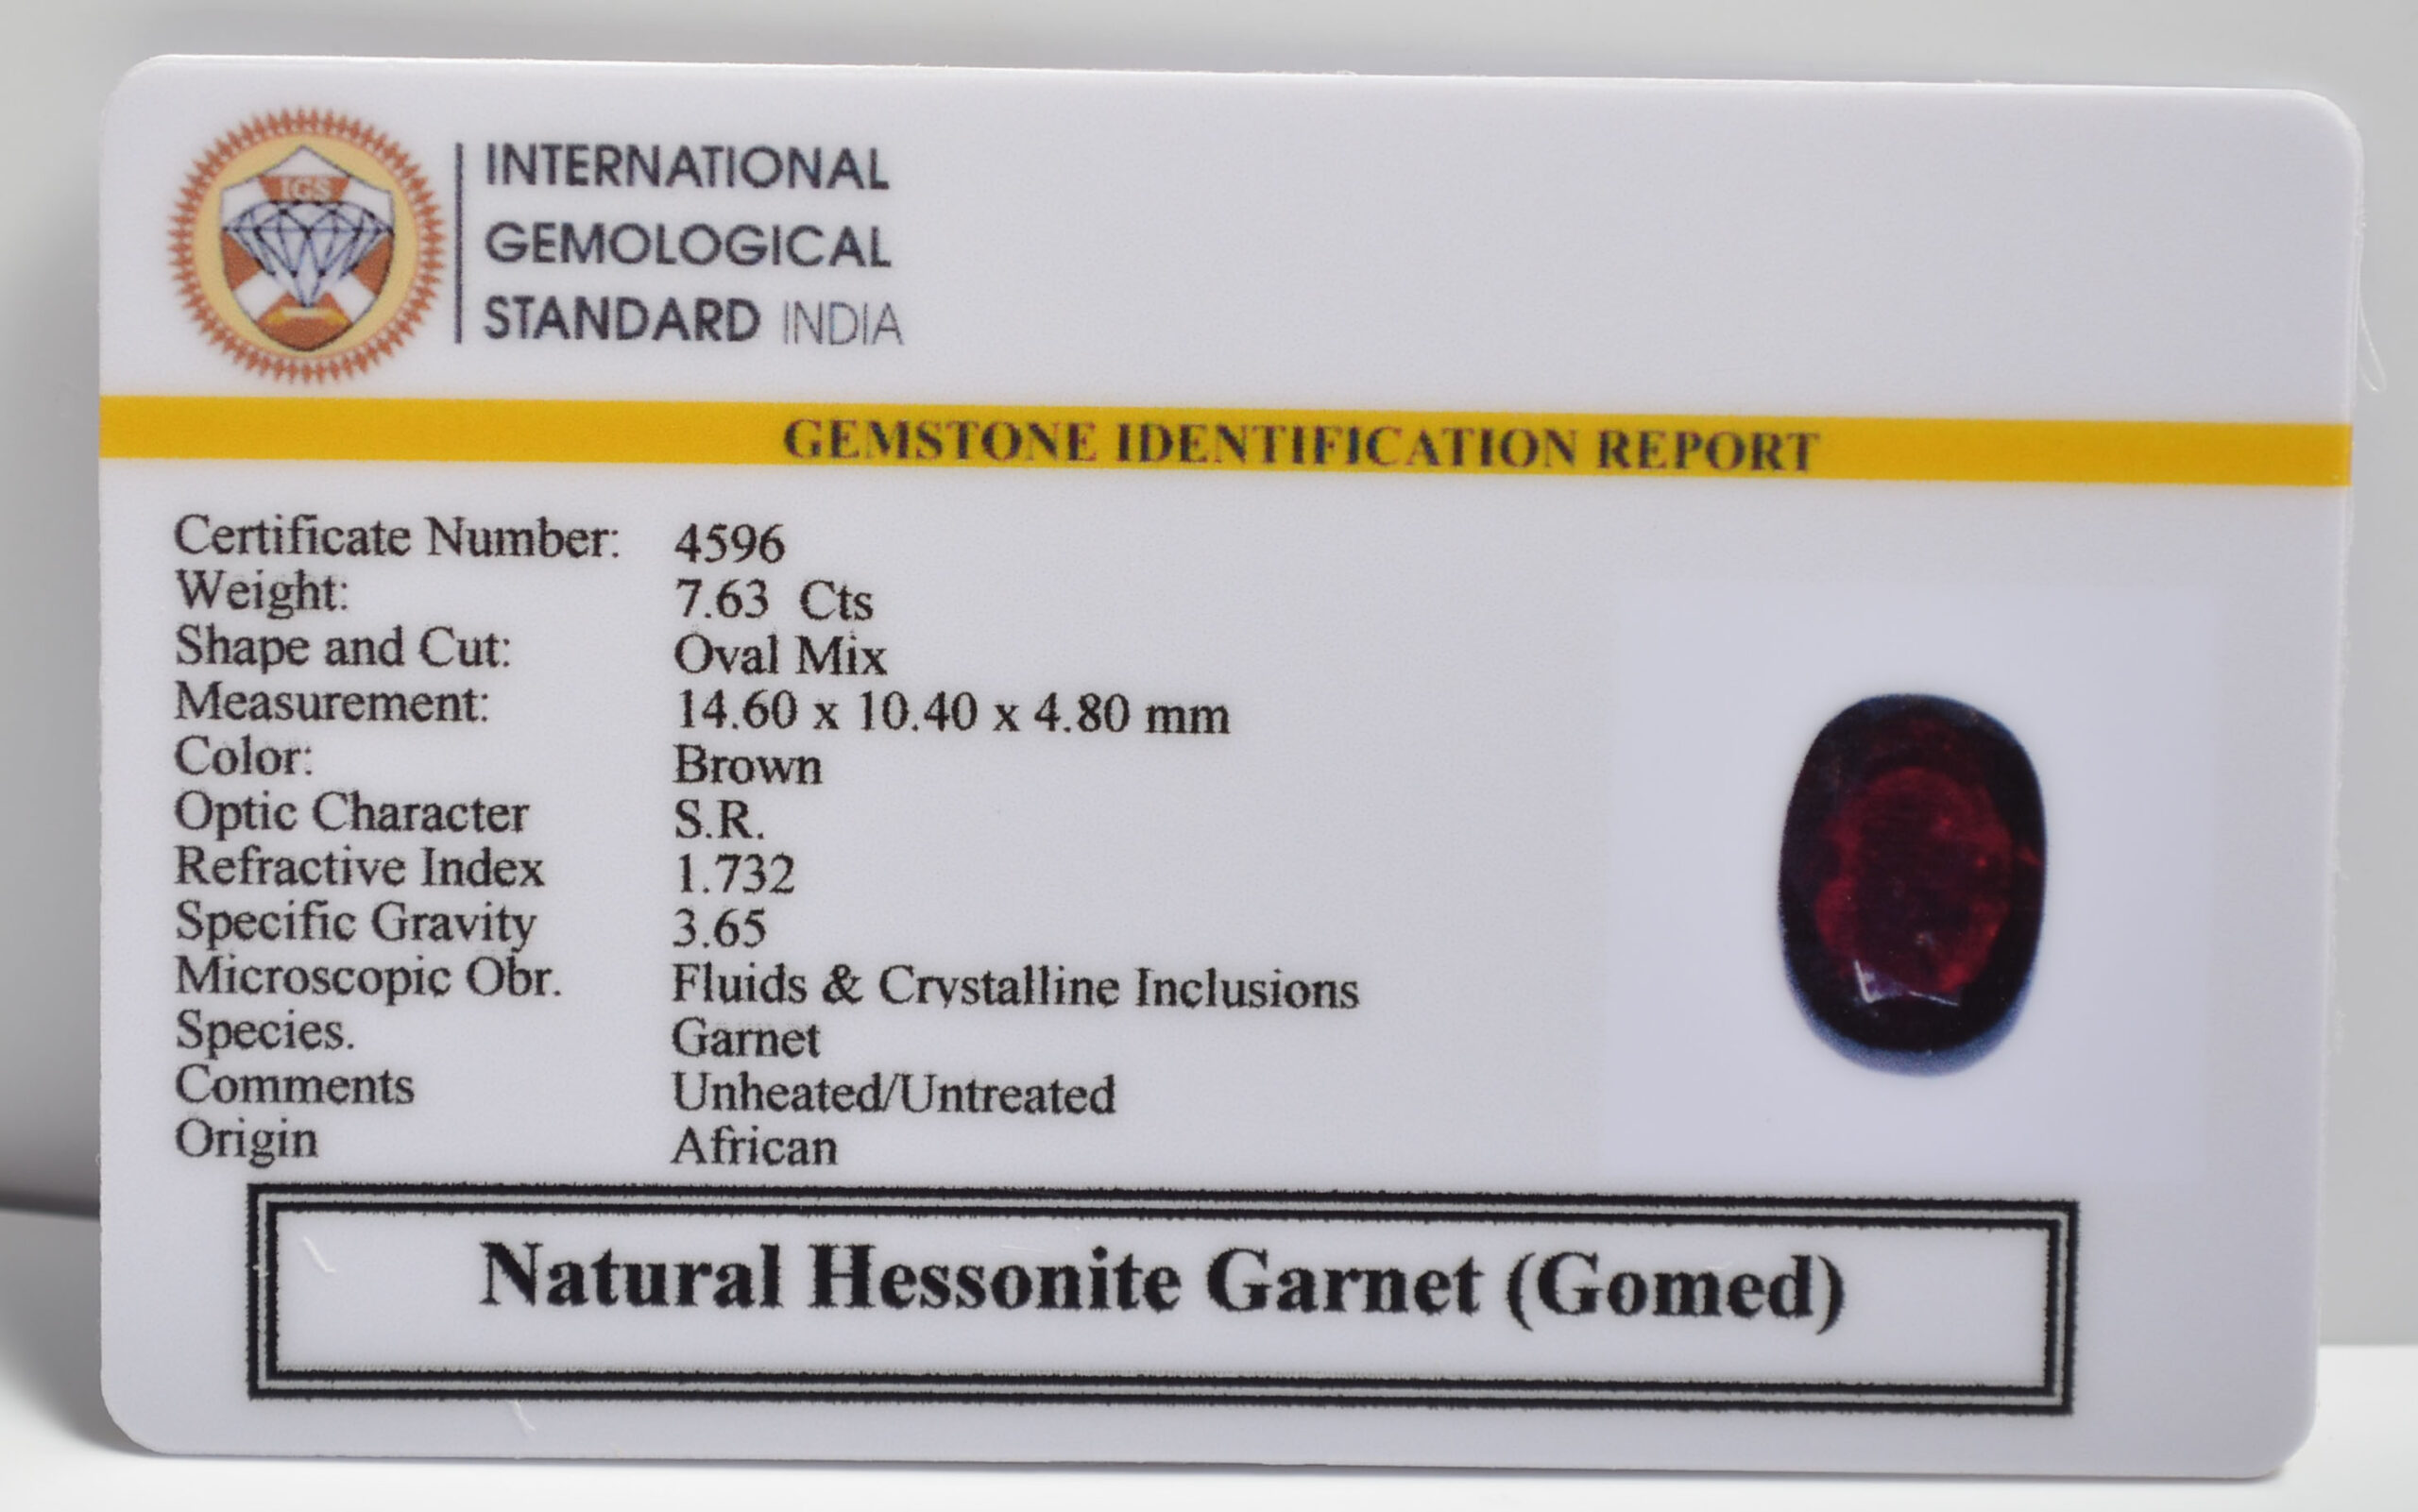 IGS
INTERNATIONAL
GEMOLOGICAL
STANDARD INDIA
GEMSTONE IDENTIFICATION REPORT
Certificate Number: 4596
Weight: 7.63 Cts
Shape and Cut: Oval Mix
Measurement: 14.60 x 10.40 x 4.80 mm
Color: Brown
Optic Character S.R.
Refractive Index 1.732
Specific Gravity 3.65
Microscopic Obr. Fluids & Crystalline Inclusions
Species. Garnet
Comments Unheated/Untreated
Origin African
Natural Hessonite Garnet (Gomed)